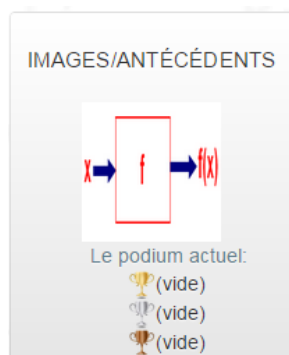 IMAGES/ANTÉCÉDENTS
x f f(x)
Le podium actuel:
(vide)
(vide)
(vide)